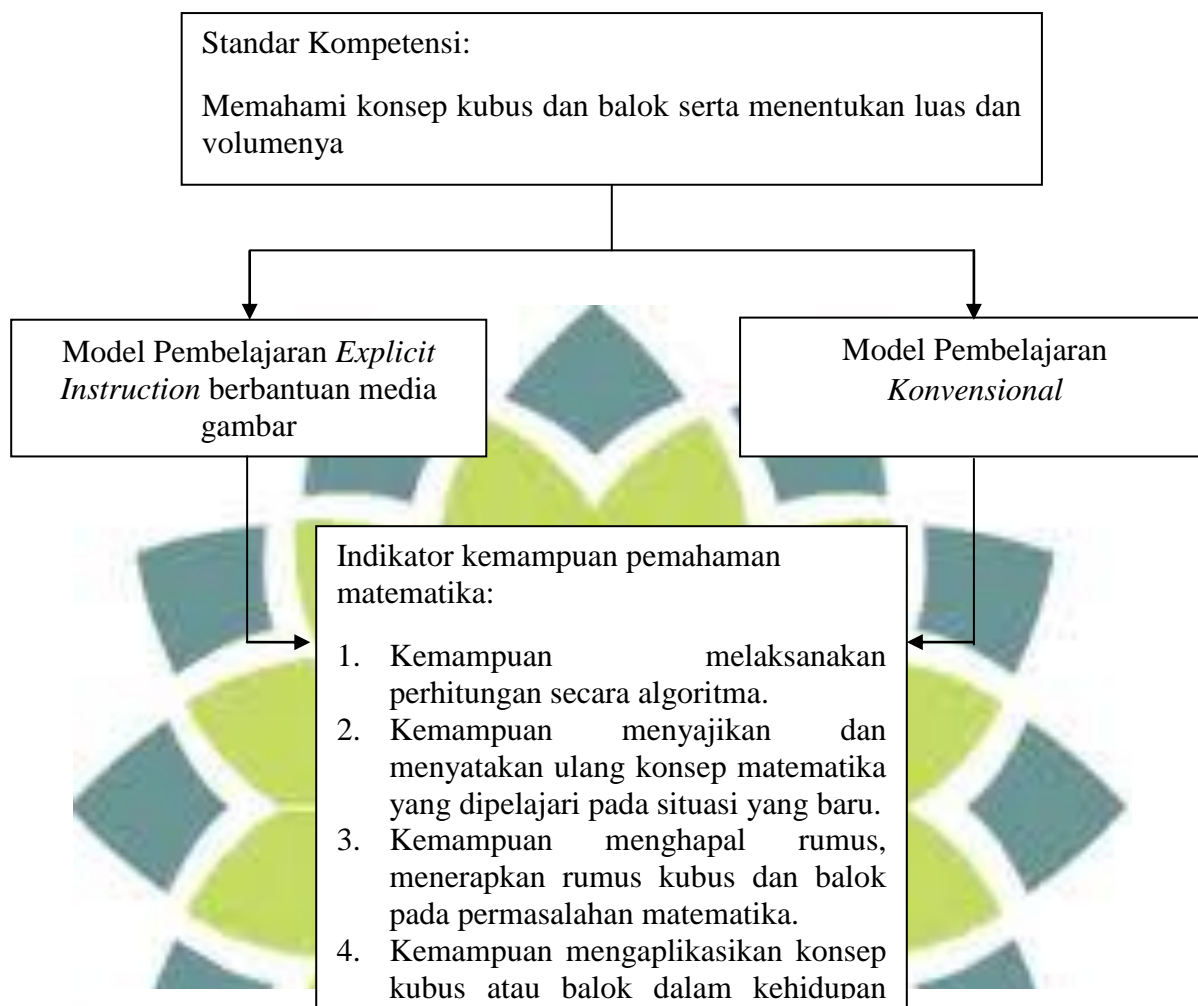 Standar Kompetensi:
Memahami konsep kubus dan balok serta menentukan luas dan
volumenya
Model Pembelajaran Explicit
Instruction berbantuan media
gambar
Model Pembelajaran
Konvensional
Indikator kemampuan pemahaman
matematika:
1. Kemampuan melaksanakan
perhitungan secara algoritma.
2. Kemampuan menyajikan dan
menyatakan ulang konsep matematika
yang dipelajari pada situasi yang baru.
3. Kemampuan menghapal rumus,
menerapkan rumus kubus dan balok
pada permasalahan matematika.
4. Kemampuan mengaplikasikan konsep
kubus atau balok dalam kehidupan